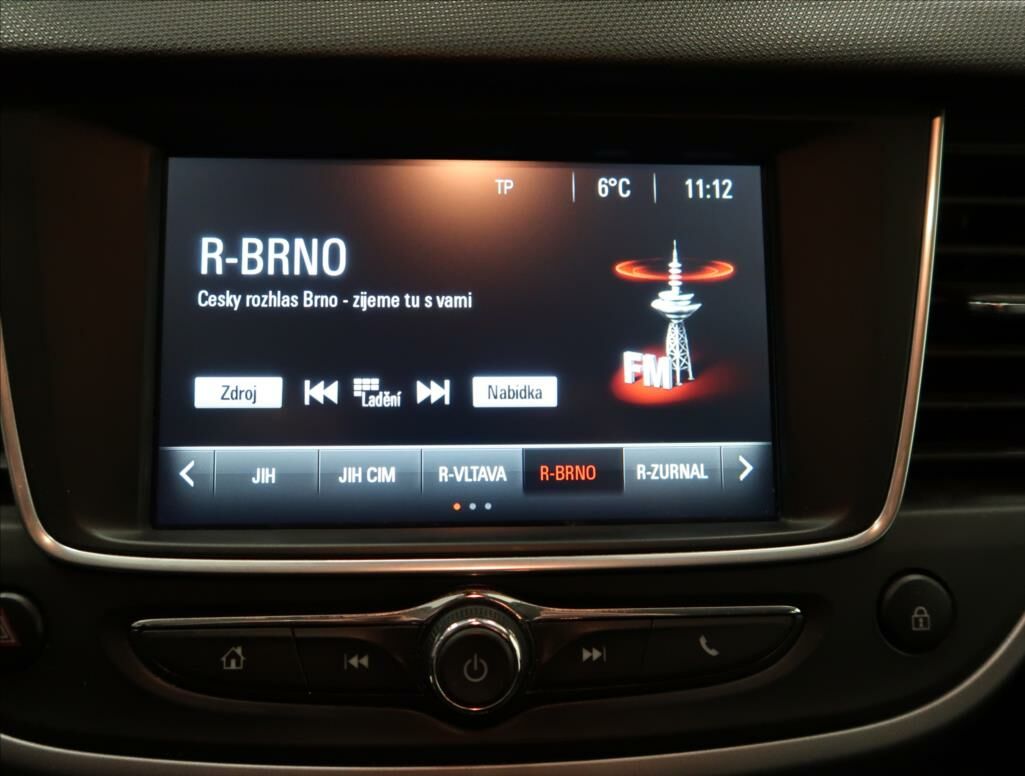 TP 6°C 11:12
R-BRNO
Cesky rozhlas Brno - zijeme tu s vami
FM
Zdroj Ladění Nabídka
JIH JIH CIM R-VLTAVA R-BRNO R-ZURNAL